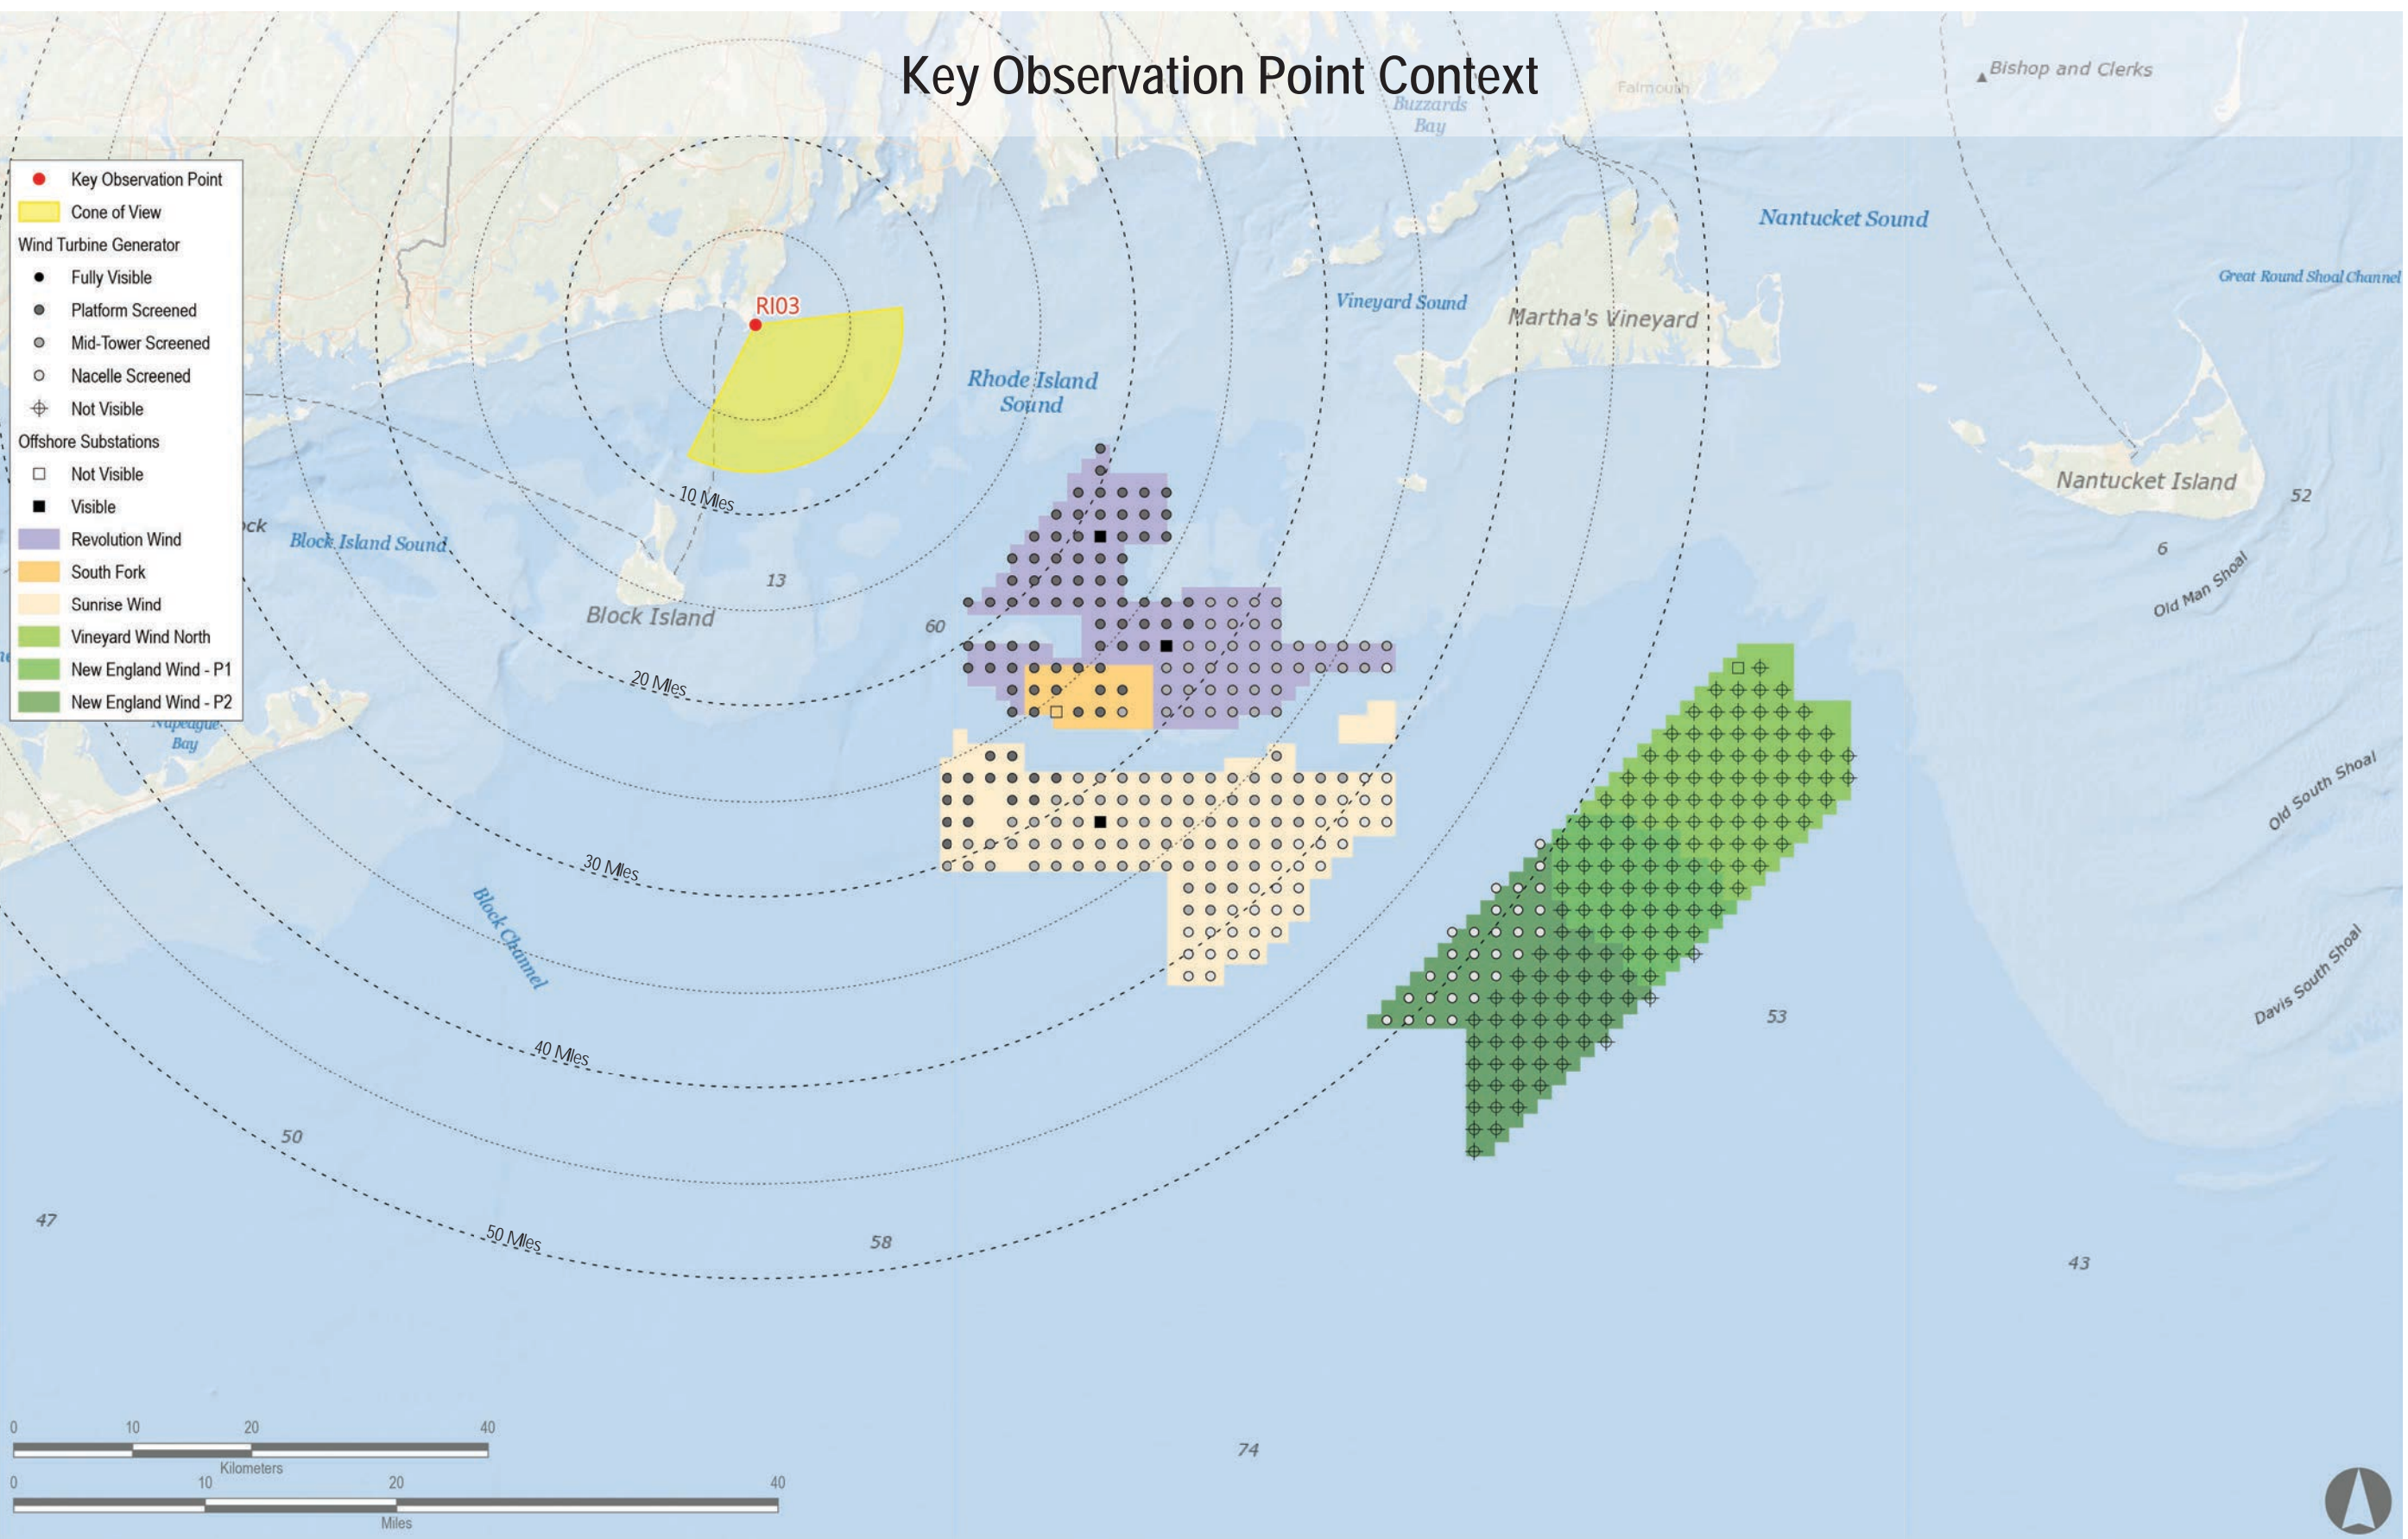 Key Observation Point Context
Bishop and Clerks
Falmouth
Buzzards
Bay
Key Observation Point
Cone of View
Wind Turbine Generator
Fully Visible
Platform Screened
Mid-Tower Screened
Nacelle Screened
Not Visible
Offshore Substations
Not Visible
Visible
Revolution Wind
South Fork
Sunrise Wind
Vineyard Wind North
New England Wind - P1
New England Wind - P2
Nantucket Sound
Great Round Shoal Channel
RI03
Vineyard Sound
Martha's Vineyard
Rhode Island
Sound
Nantucket Island
52
10 Miles
ock
Block Island Sound
6
Old Man Shoal
13
Block Island
60
20 Miles
Napeague
Bay
Old South Shoal
30 Miles
Block Channel
Davis South Shoal
53
40 Miles
50
47
50 Miles
58
43
0 10 20 40
Kilometers
74
0 10 20 40
Miles